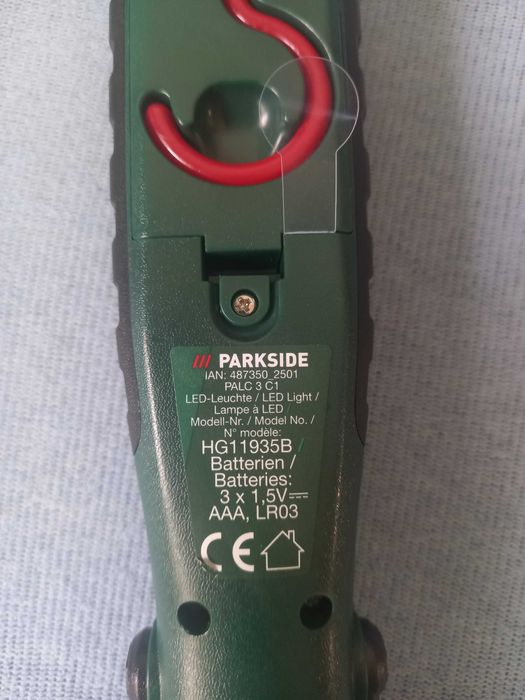 PARKSIDE
IAN: 487350_2501
PALC 3 C1
LED-Leuchte / LED Light /
Lampe à LED
Modell-Nr. / Model No. /
N° modèle:
HG11935B
Batterien /
Batteries:
3 x 1,5V
AAA, LR03
CE